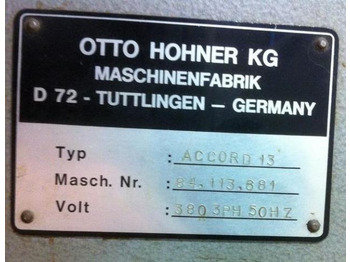 OTTO HOHNER KG
MASCHINENFABRIK
D 72 - TUTTLINGEN – GERMANY
Typ : ACCORD 13
Masch. Nr. : 84.113.881
Volt : 380 3PH 50HZ